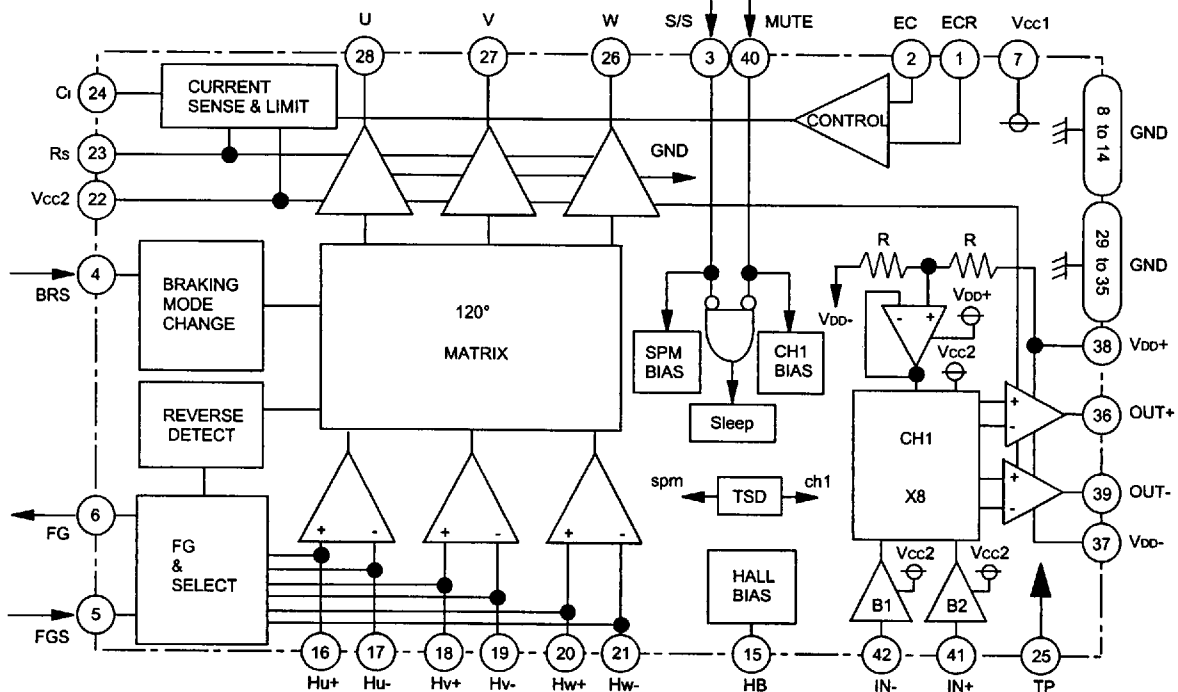 U V W S/S MUTE EC ECR Vcc1
28 27 26 3 40 2 1 7
24 CI
CURRENT
SENSE & LIMIT
CONTROL
8 to 14 GND
Rs 23
GND
Vcc2 22
29 to 35 GND
4
BRS
BRAKING
MODE
CHANGE
120°
MATRIX
R R
VDD-
- +
VDD+
Vcc2
SPM
BIAS
CH1
BIAS
38 VDD+
REVERSE
DETECT
Sleep
CH1
X8
+
-
36 OUT+
spm TSD ch1
+
-
39 OUT-
6
FG
FG
&
SELECT
+ - + - + -
37 VDD-
HALL
BIAS
Vcc2 Vcc2
B1 B2
5
FGS
16 17 18 19 20 21 15 42 41 25
Hu+ Hu- Hv+ Hv- Hw+ Hw- HB IN- IN+ TP